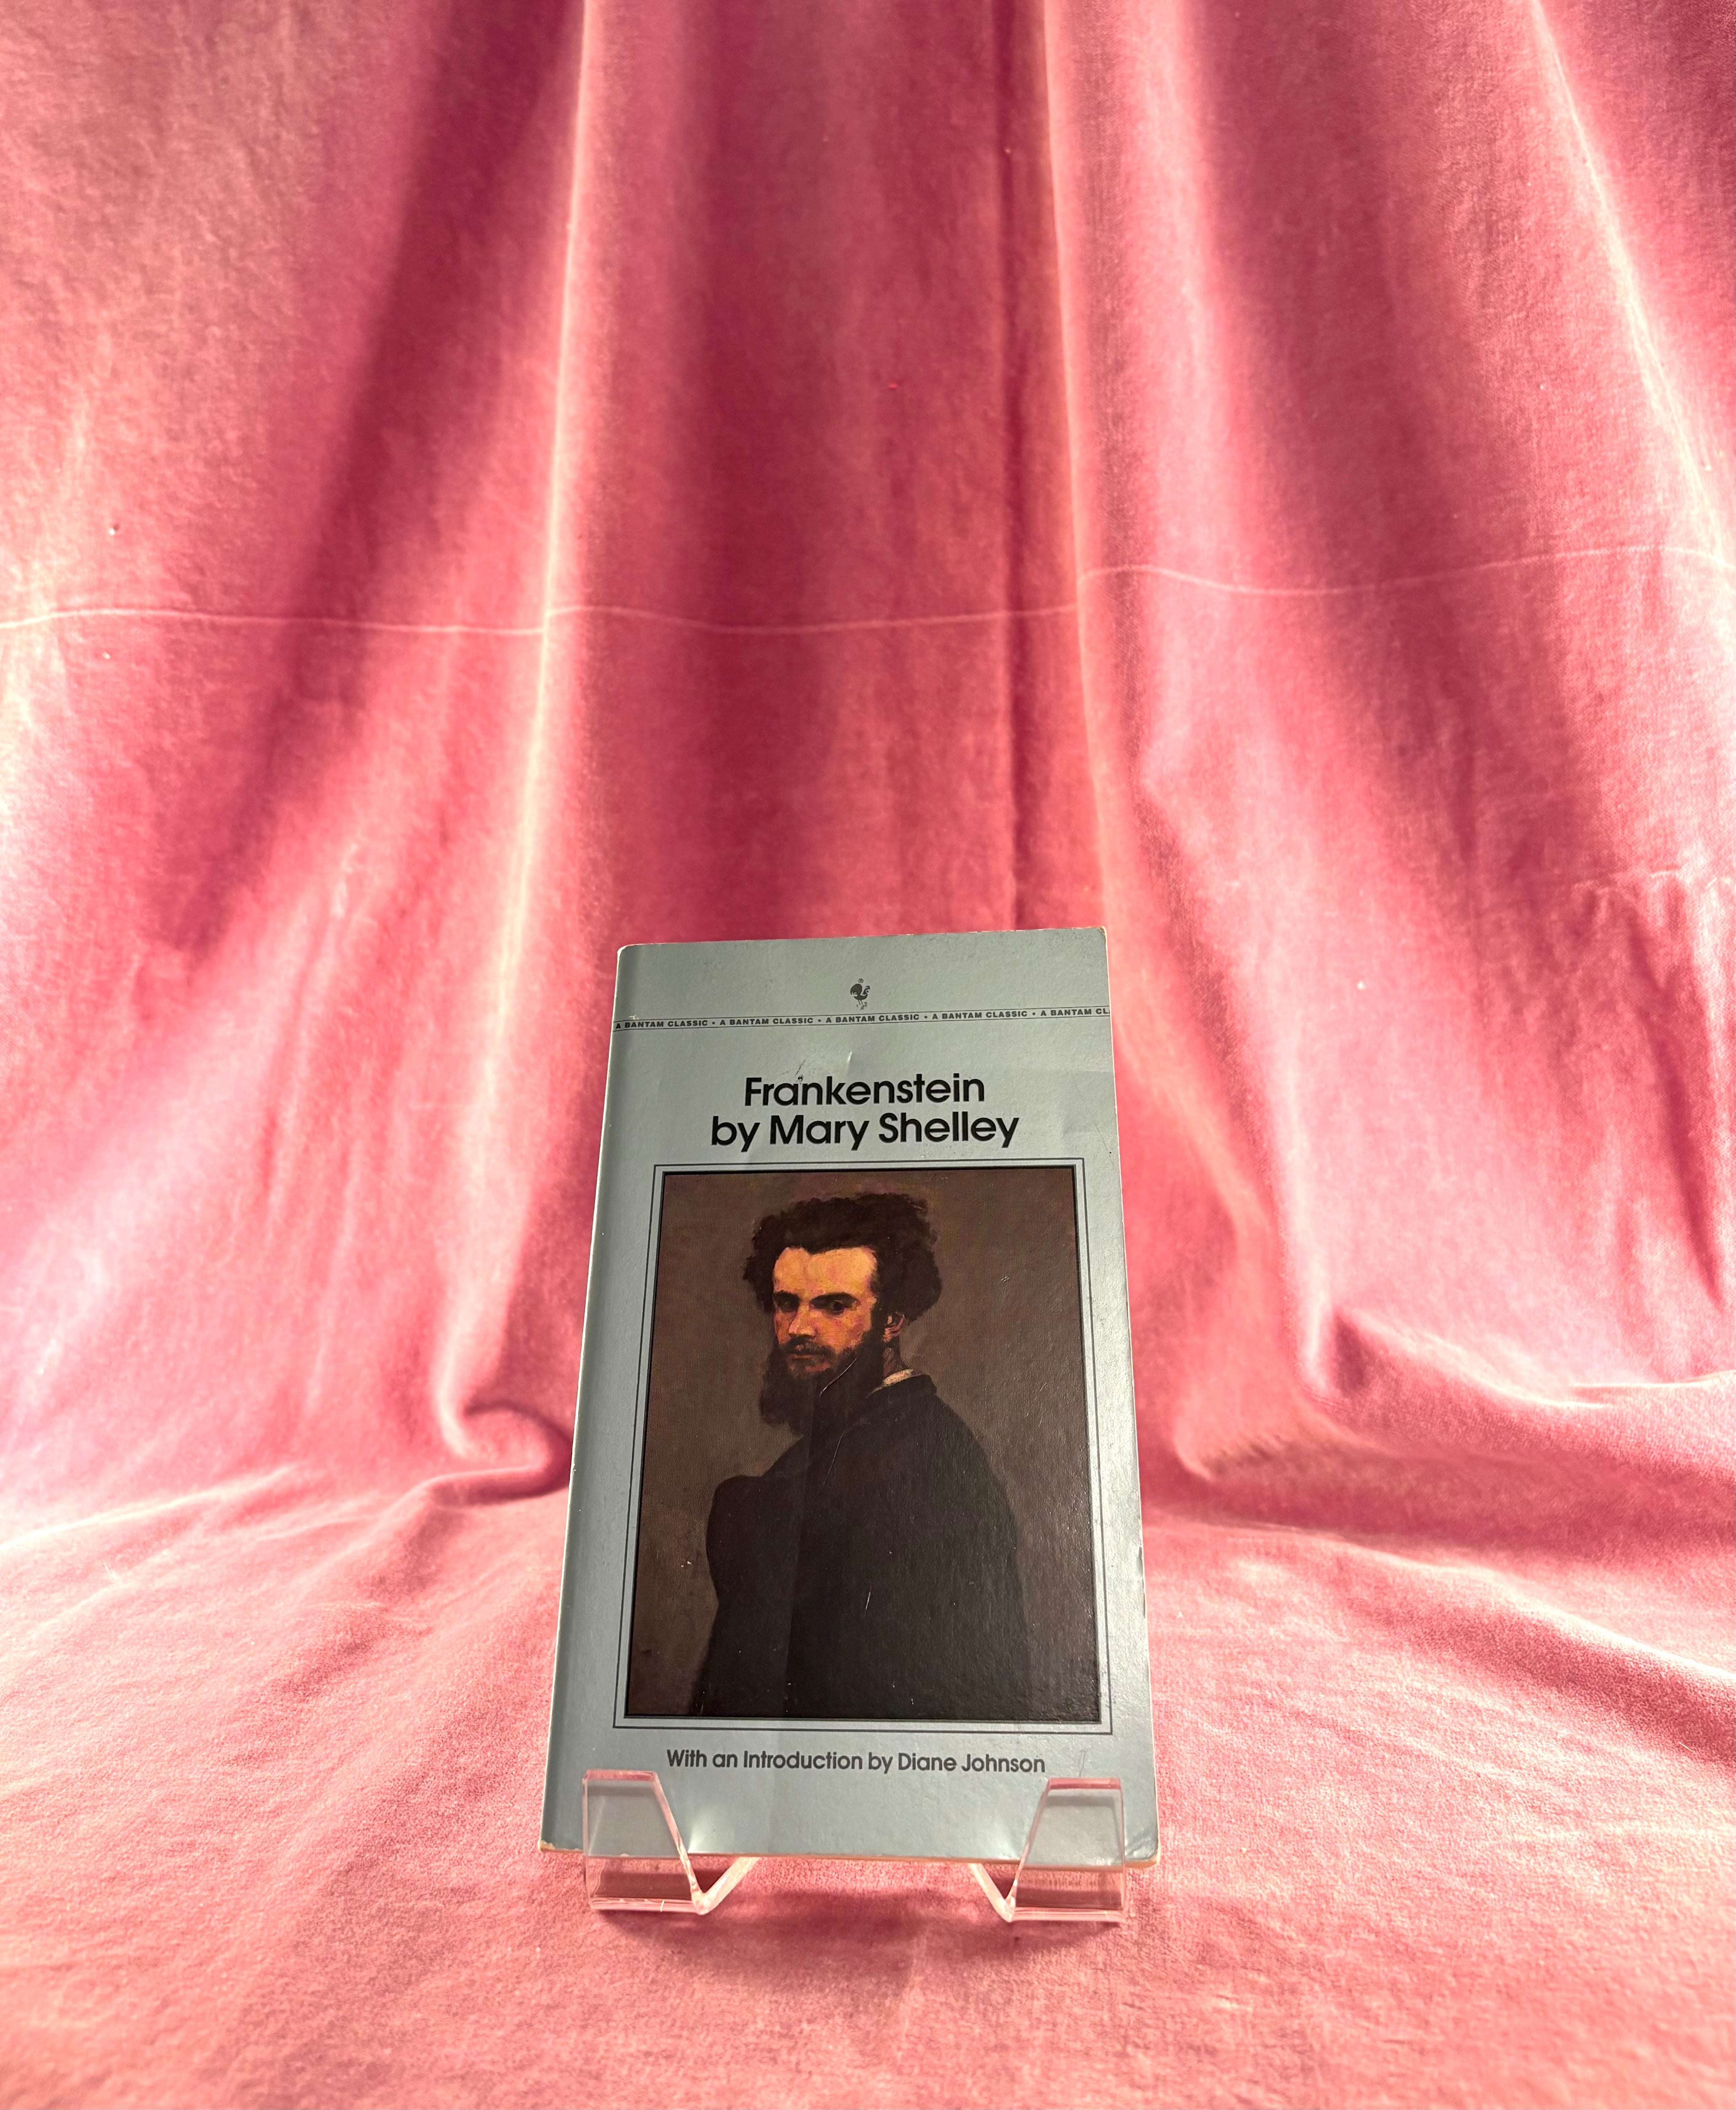 A BANTAM CLASSIC • A BANTAM CLASSIC • A BANTAM CLASSIC • A BANTAM CLASSIC • A BANTAM CL
Frankenstein
by Mary Shelley
With an Introduction by Diane Johnson